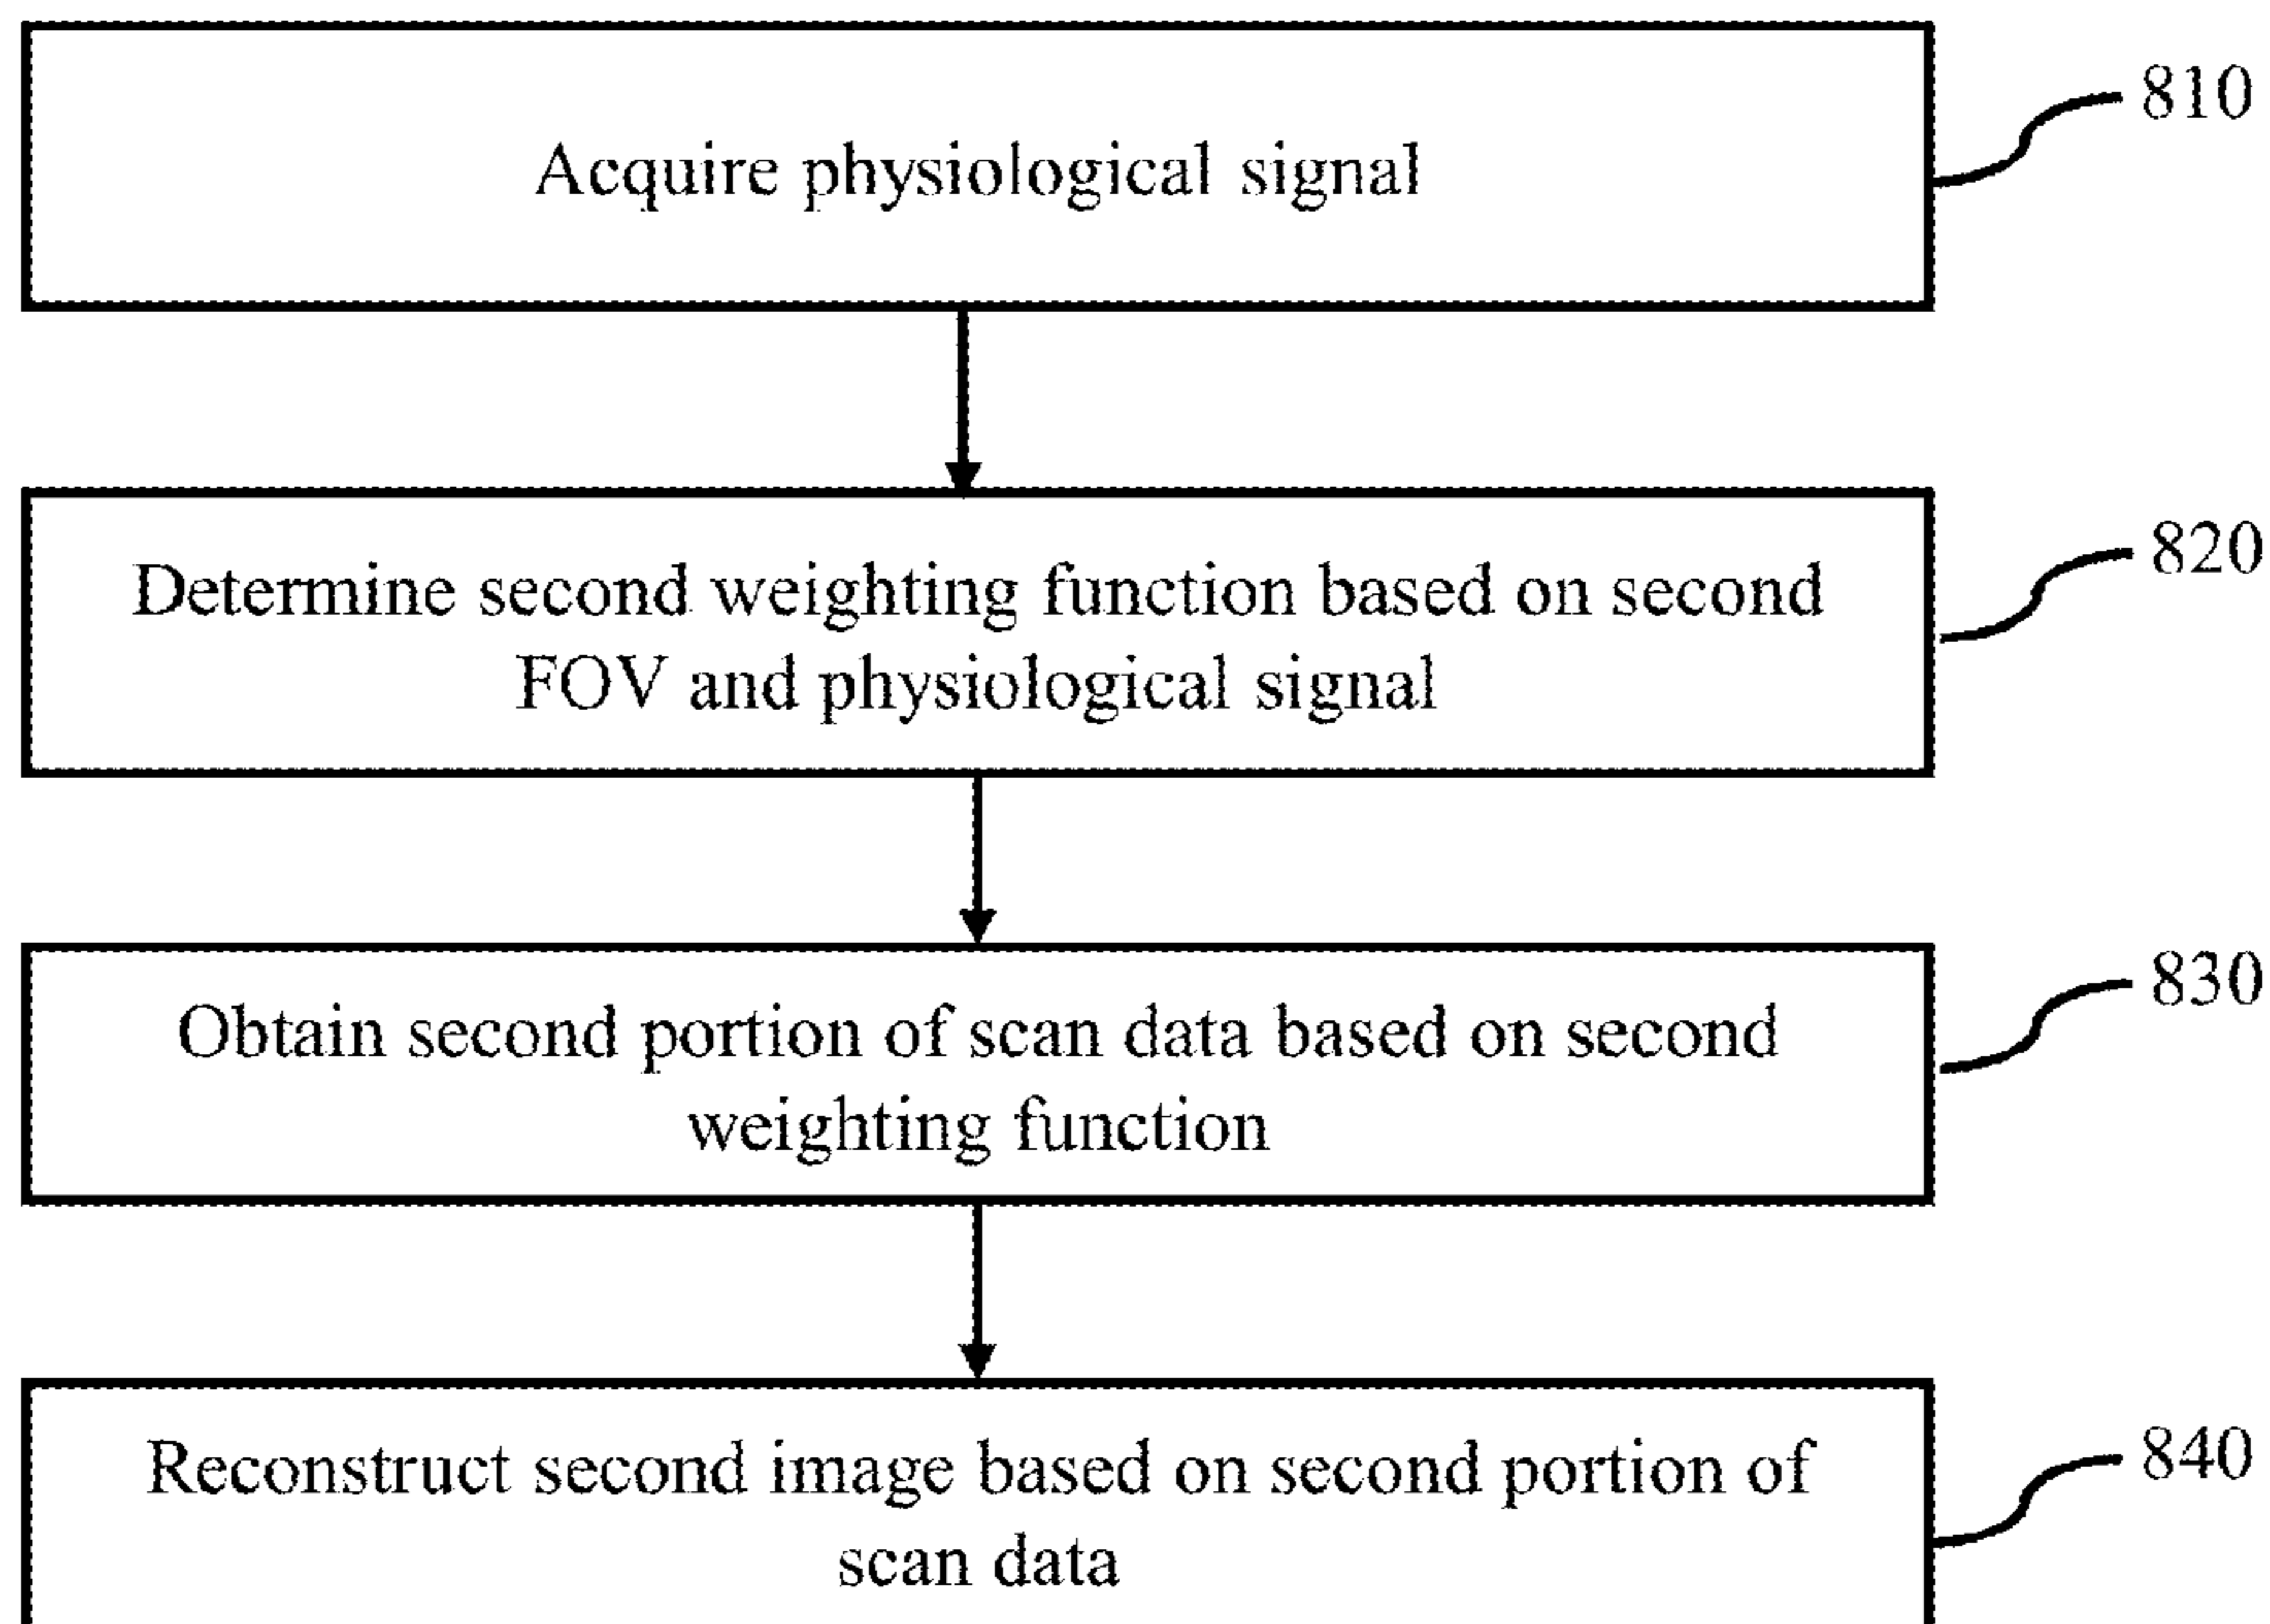 Acquire physiological signal
810
Determine second weighting function based on second
FOV and physiological signal
820
Obtain second portion of scan data based on second
weighting function
830
Reconstruct second image based on second portion of
scan data
840